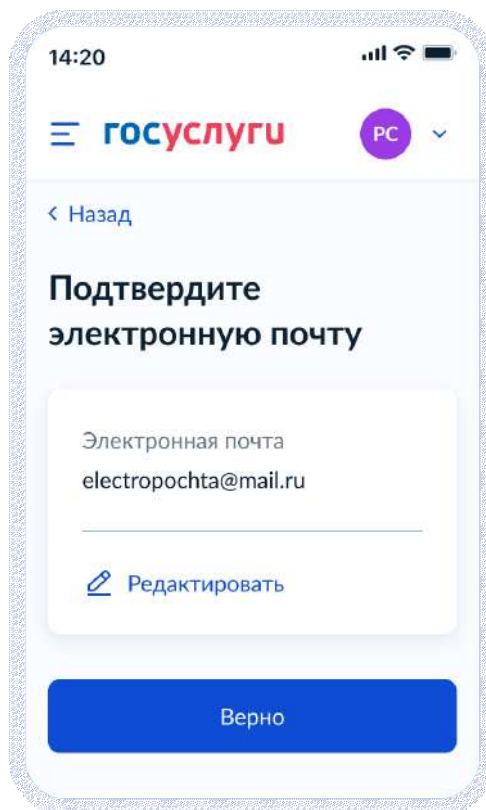 14:20
госуслуги
РС
Назад
Подтвердите
электронную почту
Электронная почта
electropochta@mail.ru
Редактировать
Верно